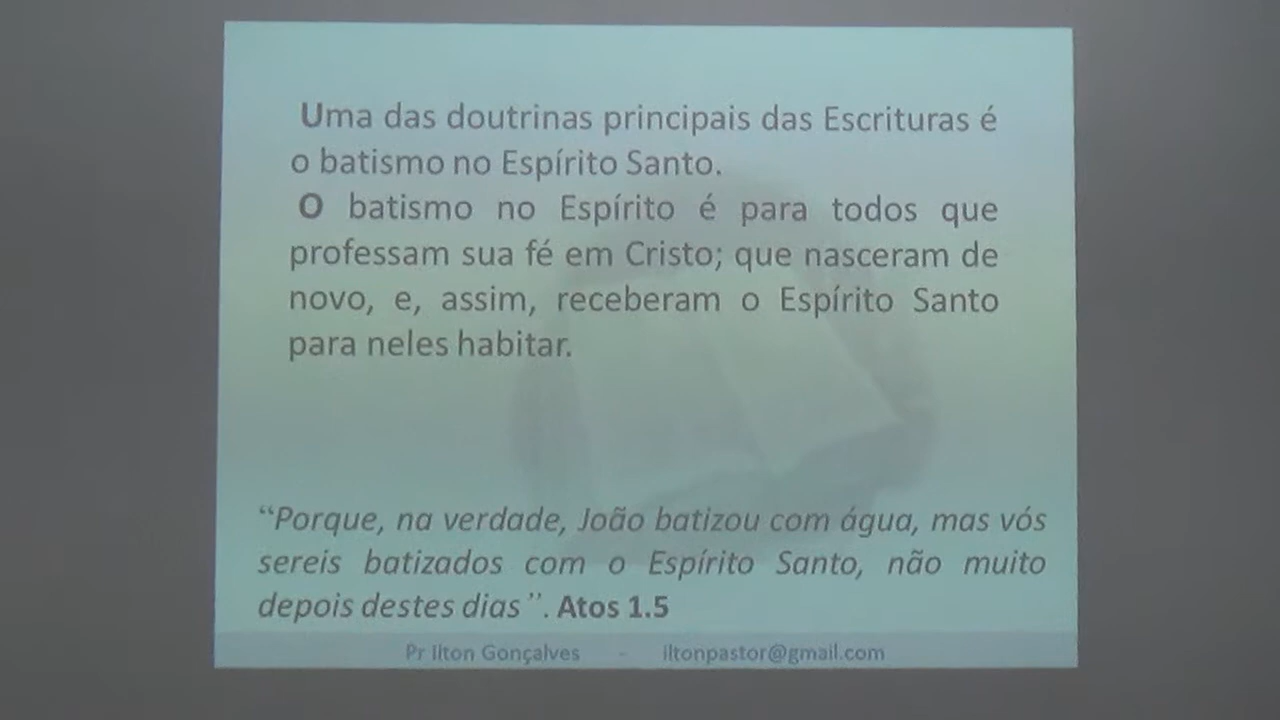 Uma das doutrinas principais das Escrituras é
o batismo no Espírito Santo.
O batismo no Espírito é para todos que
professam sua fé em Cristo; que nasceram de
novo, e, assim, receberam o Espírito Santo
para neles habitar.
“Porque, na verdade, João batizou com água, mas vós
sereis batizados com o Espírito Santo, não muito
depois destes dias”. Atos 1.5
Pr Ilton Gonçalves - iltonpastor@gmail.com